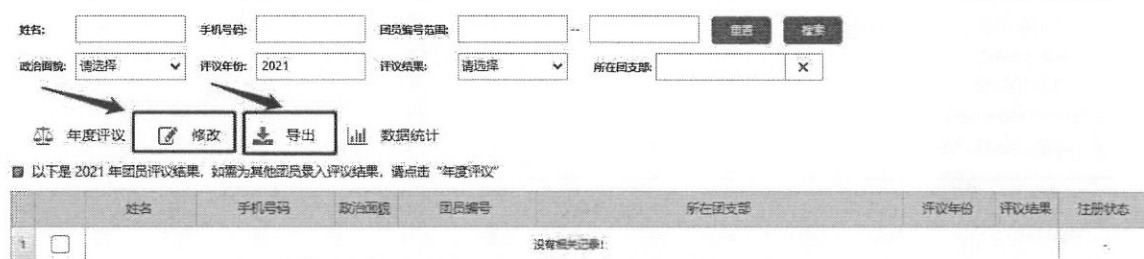 姓名: 手机号码: 团员编号范围: -- 重置 搜索
政治面貌: 请选择 评议年份: 2021 评议结果: 请选择 所在团支部: ×
年度评议 修改 导出 数据统计
以下是 2021 年团员评议结果，如需为其他团员录入评议结果，请点击“年度评议”
姓名 手机号码 政治面貌 团员编号 所在团支部 评议年份 评议结果 注册状态
1 没有相关记录! -